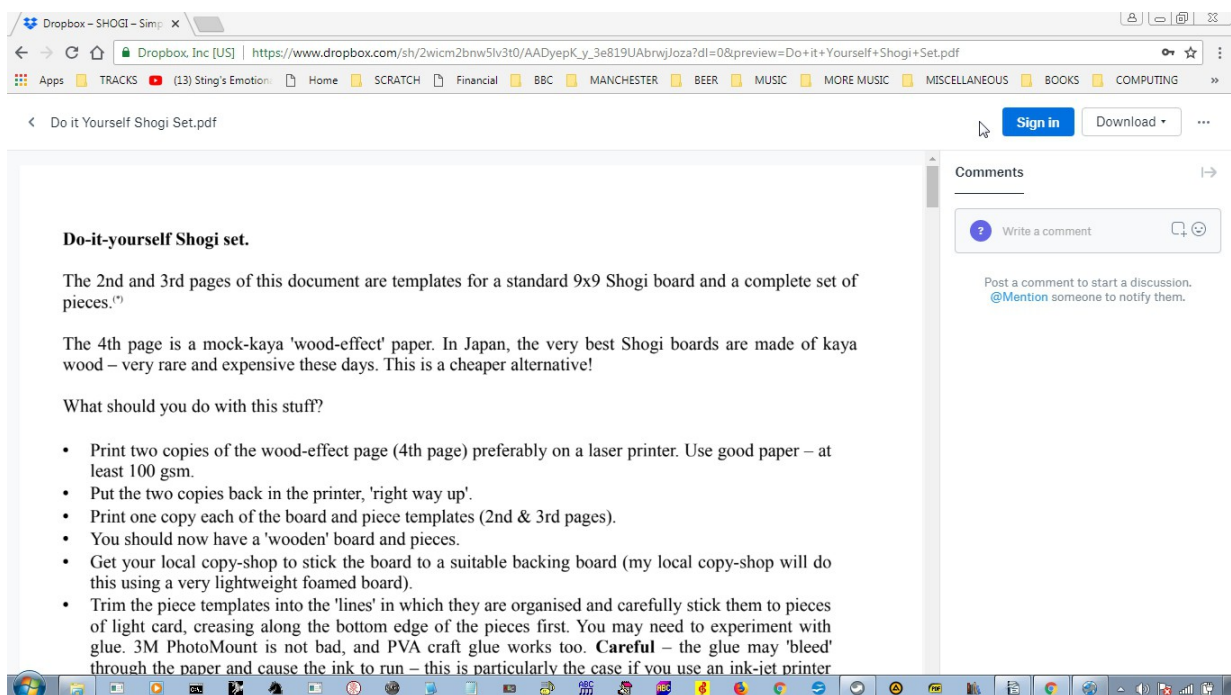 Dropbox – SHOGI – Simp
Dropbox, Inc [US] | https://www.dropbox.com/sh/2wicm2bnw5lv3t0/AADyepK_y_3e819UAbrwjJoza?dl=0&preview=Do+it+Yourself+Shogi+Set.pdf
Apps TRACKS (13) Sting's Emotion Home SCRATCH Financial BBC MANCHESTER BEER MUSIC MORE MUSIC MISCELLANEOUS BOOKS COMPUTING »
Do it Yourself Shogi Set.pdf
Sign in
Download
Comments
Write a comment
Post a comment to start a discussion.
@Mention someone to notify them.
Do-it-yourself Shogi set.
The 2nd and 3rd pages of this document are templates for a standard 9x9 Shogi board and a complete set of
pieces.(*)
The 4th page is a mock-kaya 'wood-effect' paper. In Japan, the very best Shogi boards are made of kaya
wood – very rare and expensive these days. This is a cheaper alternative!
What should you do with this stuff?
• Print two copies of the wood-effect page (4th page) preferably on a laser printer. Use good paper – at
least 100 gsm.
• Put the two copies back in the printer, 'right way up'.
• Print one copy each of the board and piece templates (2nd & 3rd pages).
• You should now have a 'wooden' board and pieces.
• Get your local copy-shop to stick the board to a suitable backing board (my local copy-shop will do
this using a very lightweight foamed board).
• Trim the piece templates into the 'lines' in which they are organised and carefully stick them to pieces
of light card, creasing along the bottom edge of the pieces first. You may need to experiment with
glue. 3M PhotoMount is not bad, and PVA craft glue works too. Careful – the glue may 'bleed'
through the paper and cause the ink to run – this is particularly the case if you use an ink-jet printer